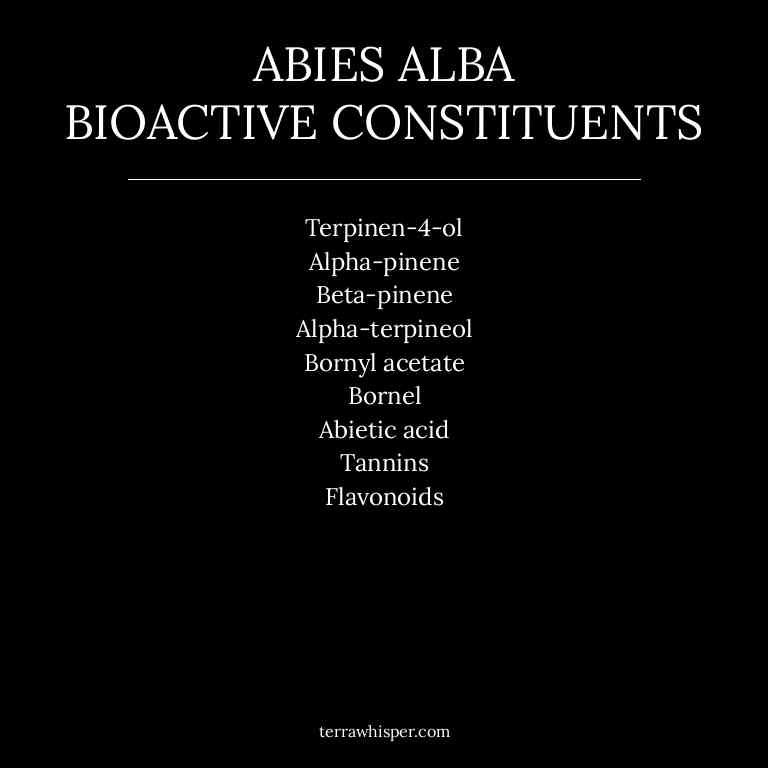 ABIES ALBA
BIOACTIVE CONSTITUENTS
Terpinen-4-ol
Alpha-pinene
Beta-pinene
Alpha-terpineol
Bornyl acetate
Bornel
Abietic acid
Tannins
Flavonoids
terrawhisper.com